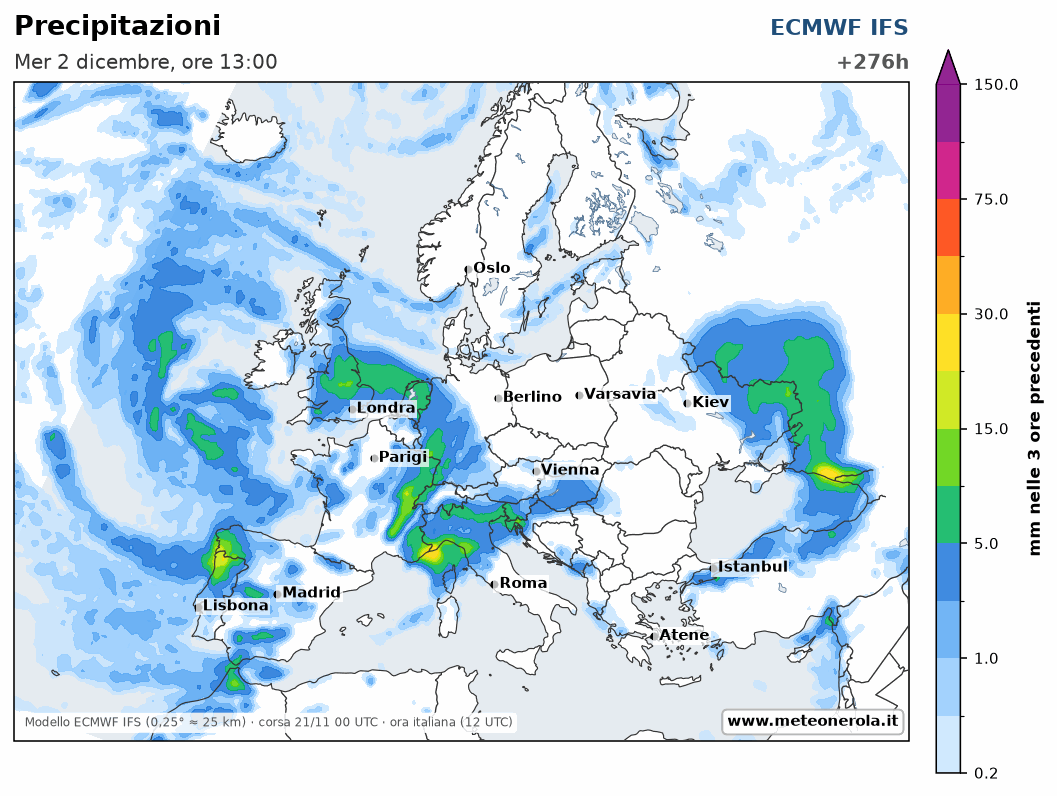 Precipitazioni
ECMWF IFS
Mer 2 dicembre, ore 13:00
+276h
150.0
75.0
30.0
15.0
5.0
1.0
0.2
mm nelle 3 ore precedenti
Oslo
Berlino
Varsavia
Kiev
Londra
Parigi
Vienna
Istanbul
Roma
Madrid
Lisbona
Atene
Modello ECMWF IFS (0,25° ≈ 25 km) · corsa 21/11 00 UTC · ora italiana (12 UTC)
www.meteonerola.it